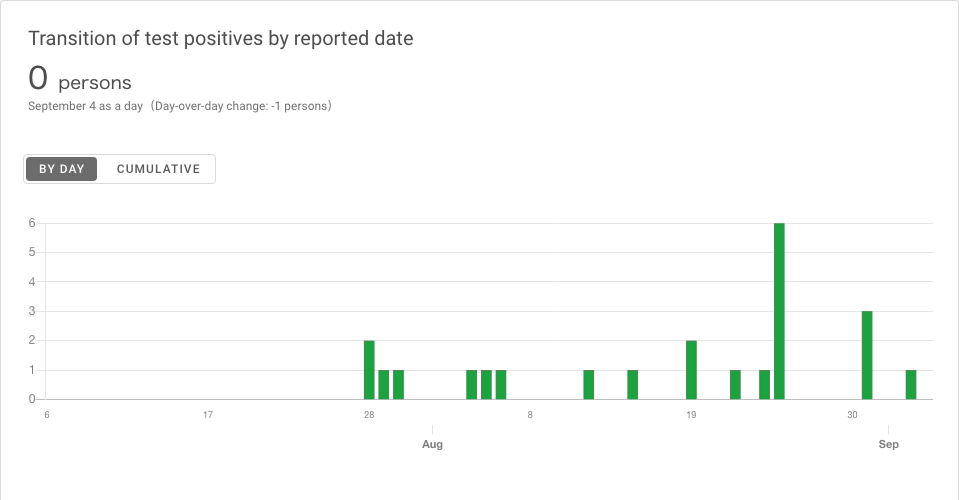 Transition of test positives by reported date
0 persons
September 4 as a day（Day-over-day change: -1 persons）
BY DAY CUMULATIVE
6
5
4
3
2
1
0
6 17 28 8 19 30
Aug Sep